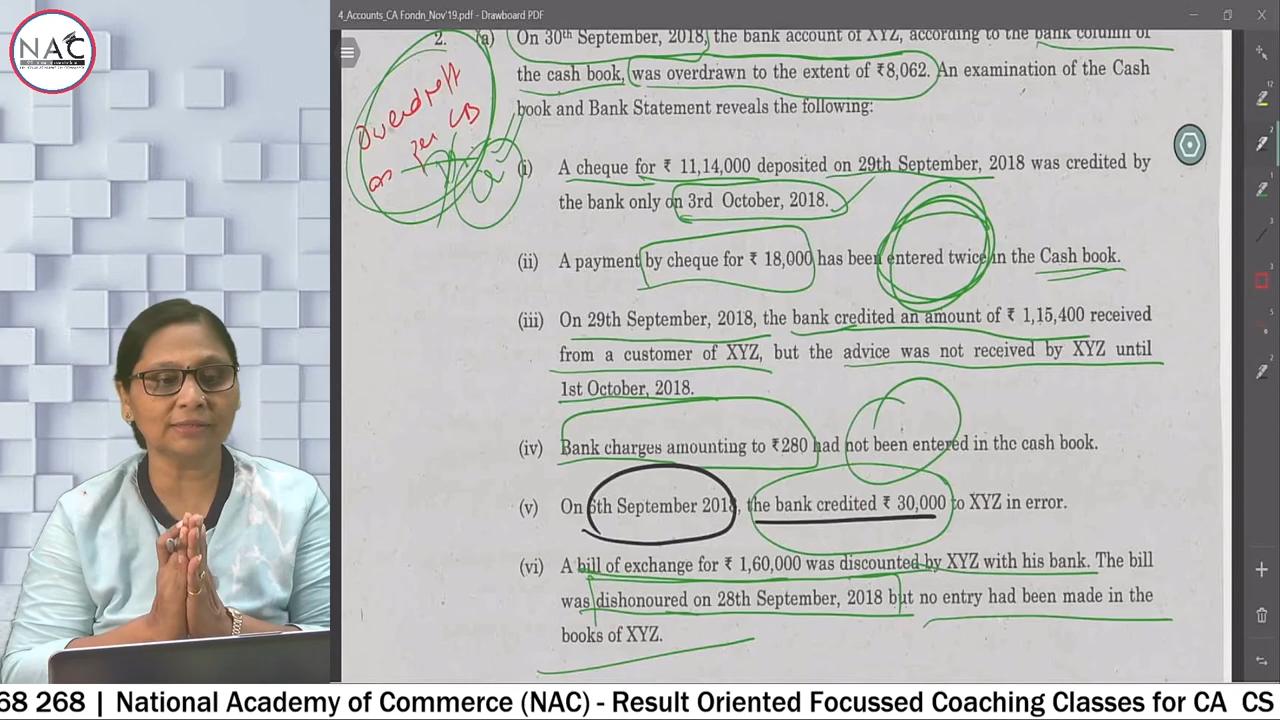 4_Accounts_CA Fondn_Nov'19.pdf - Drawboard PDF
NAC
2. (a) On 30th September, 2018, the bank account of XYZ, according to the bank column of
the cash book, was overdrawn to the extent of ₹8,062. An examination of the Cash
book and Bank Statement reveals the following:
Overdraft
as per CB
(i) A cheque for ₹ 11,14,000 deposited on 29th September, 2018 was credited by
the bank only on 3rd October, 2018.
(ii) A payment by cheque for ₹ 18,000 has been entered twice in the Cash book.
(iii) On 29th September, 2018, the bank credited an amount of ₹ 1,15,400 received
from a customer of XYZ, but the advice was not received by XYZ until
1st October, 2018.
(iv) Bank charges amounting to ₹280 had not been entered in the cash book.
(v) On 6th September 2018, the bank credited ₹ 30,000 to XYZ in error.
(vi) A bill of exchange for ₹ 1,60,000 was discounted by XYZ with his bank. The bill
was dishonoured on 28th September, 2018 but no entry had been made in the
books of XYZ.
68 268 | National Academy of Commerce (NAC) - Result Oriented Focussed Coaching Classes for CA CS